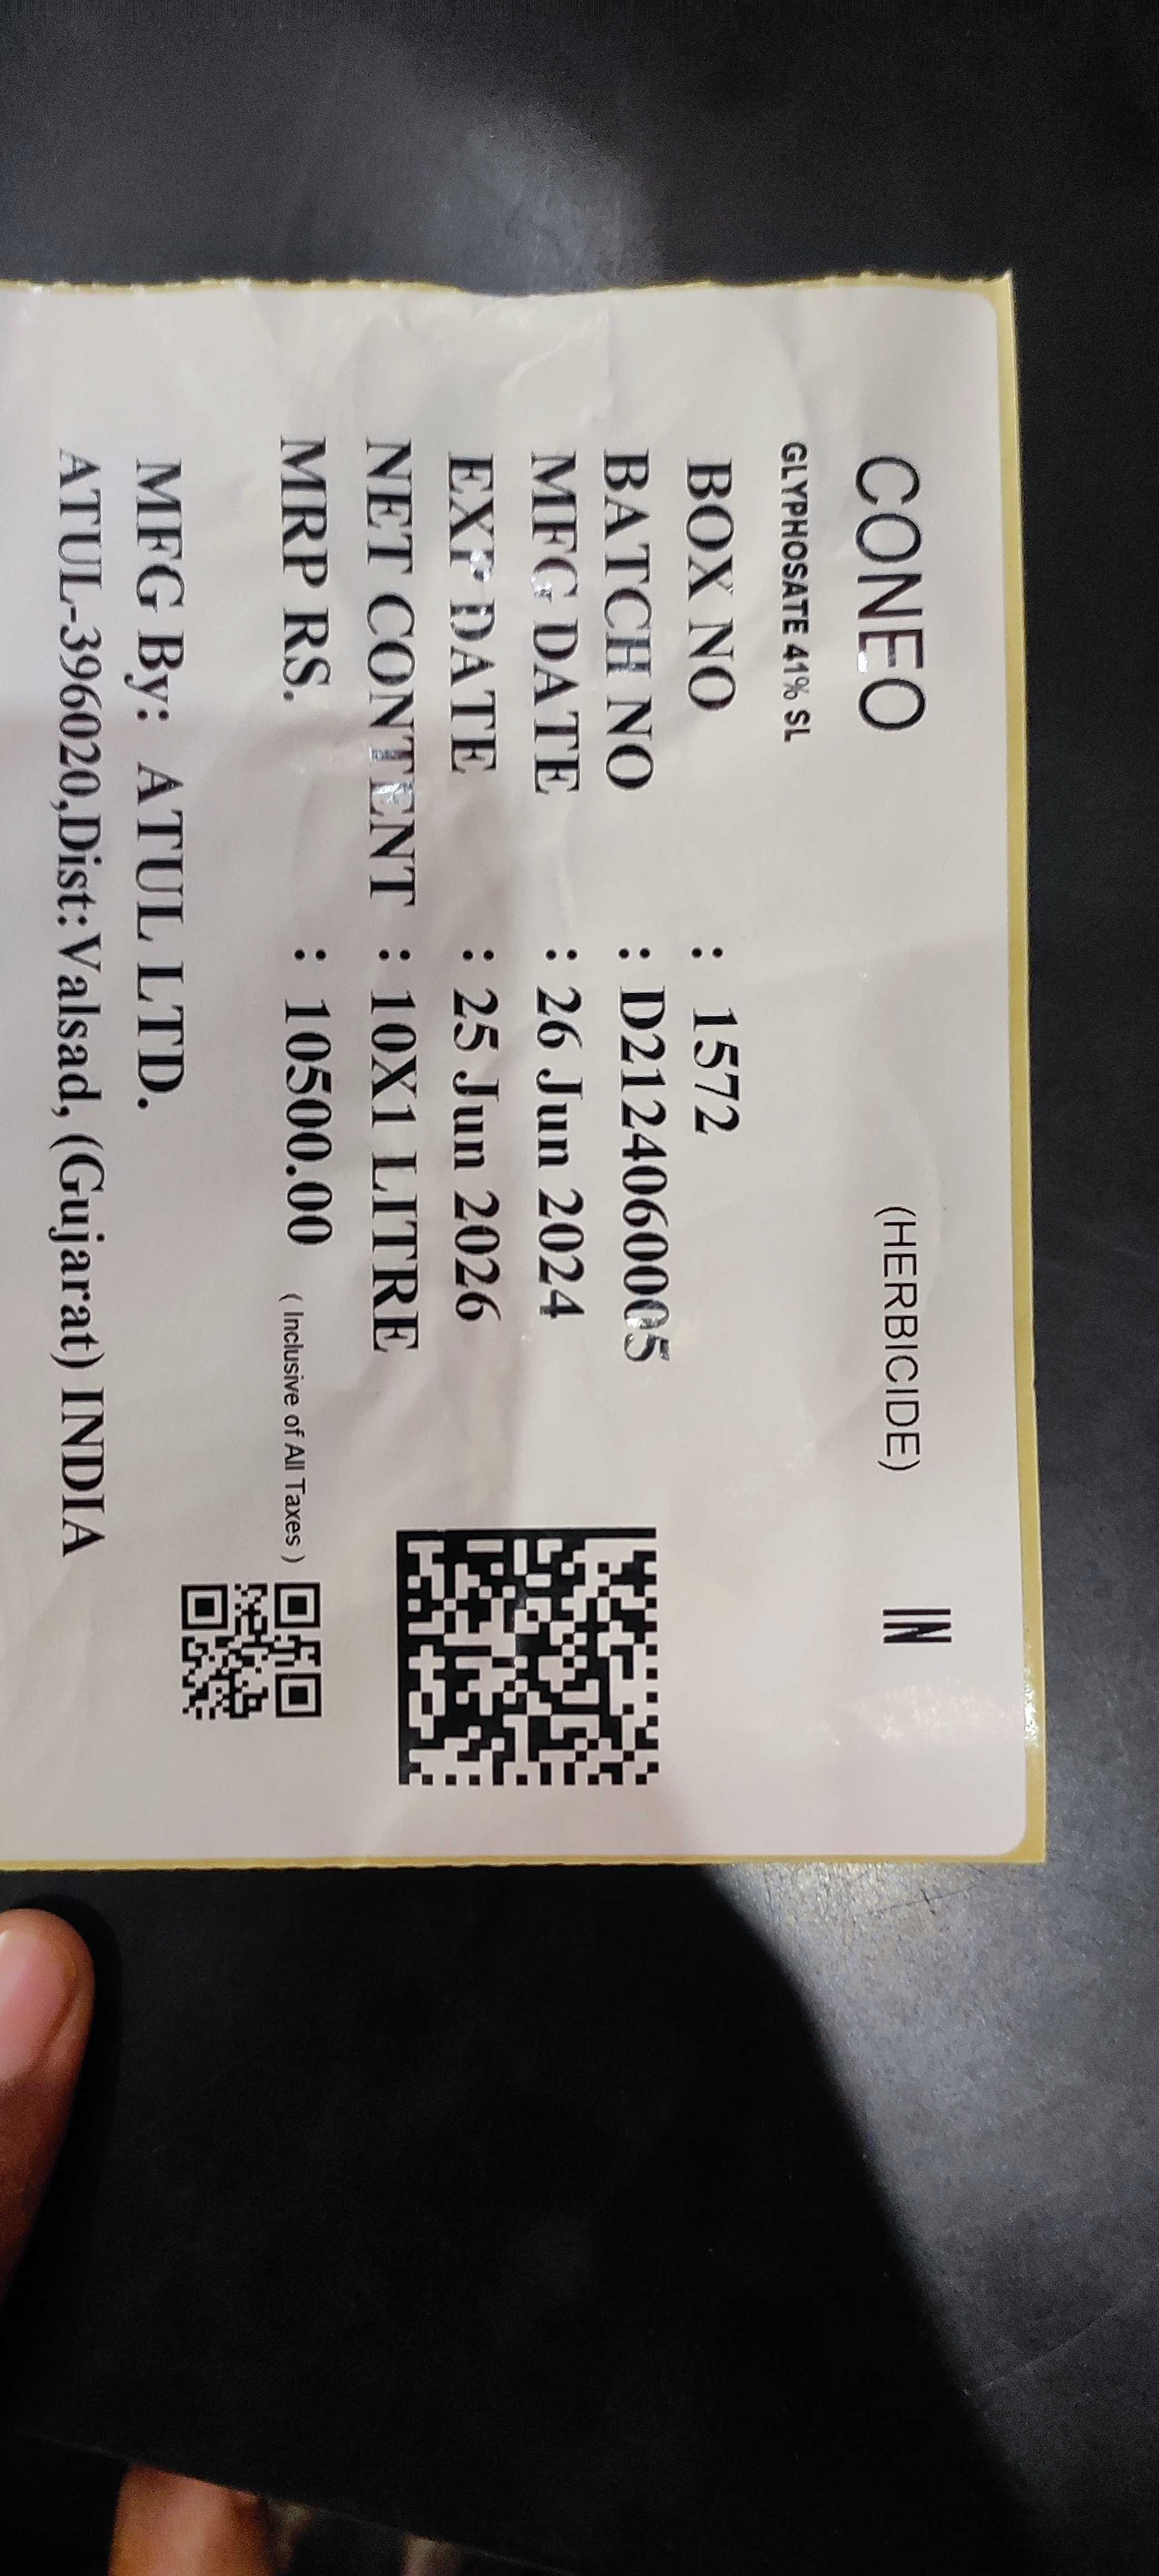 CONEO (HERBICIDE) IN
GLYPHOSATE 41% SL
BOX NO : 1572
BATCH NO : D2124060005
MFG DATE : 26 Jun 2024
EXP DATE : 25 Jun 2026
NET CONTENT : 10X1 LITRE
MRP RS. : 10500.00 ( Inclusive of All Taxes )
MFG By: ATUL LTD.
ATUL-396020,Dist:Valsad, (Gujarat) INDIA